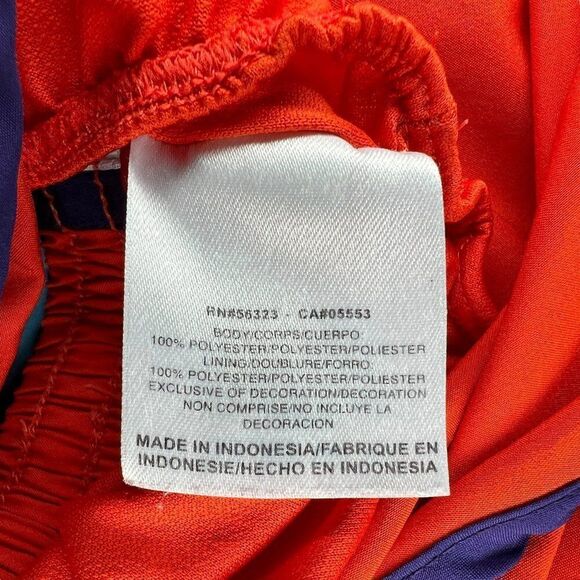 RN#56323 - CA#05553
BODY/CORPS/CUERPO:
100% POLYESTER/POLYESTER/POLIESTER
LINING/DOUBLURE/FORRO:
100% POLYESTER/POLYESTER/POLIESTER
EXCLUSIVE OF DECORATION/DECORATION
NON COMPRISE/NO INCLUYE LA
DECORACION
MADE IN INDONESIA/FABRIQUE EN
INDONESIE/HECHO EN INDONESIA